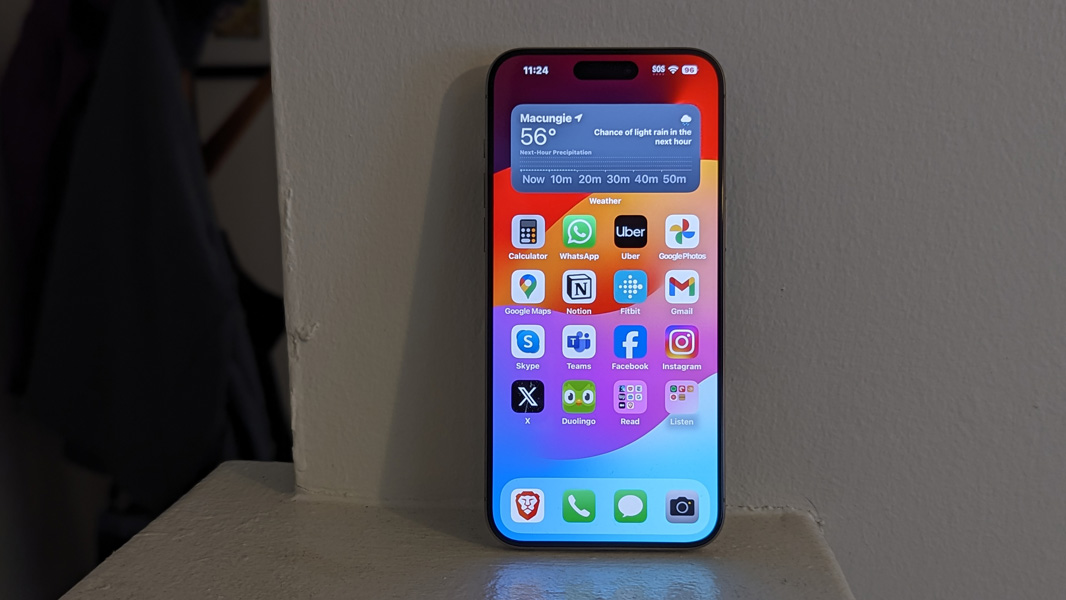 11:24 SOS 96
Macungie
56°
Chance of light rain in the
next hour
Next-Hour Precipitation
Now 10m 20m 30m 40m 50m
Weather
Uber
Calculator WhatsApp Uber Google Photos
N
Google Maps Notion Fitbit Gmail
S T f
Skype Teams Facebook Instagram
X
X Duolingo Read Listen